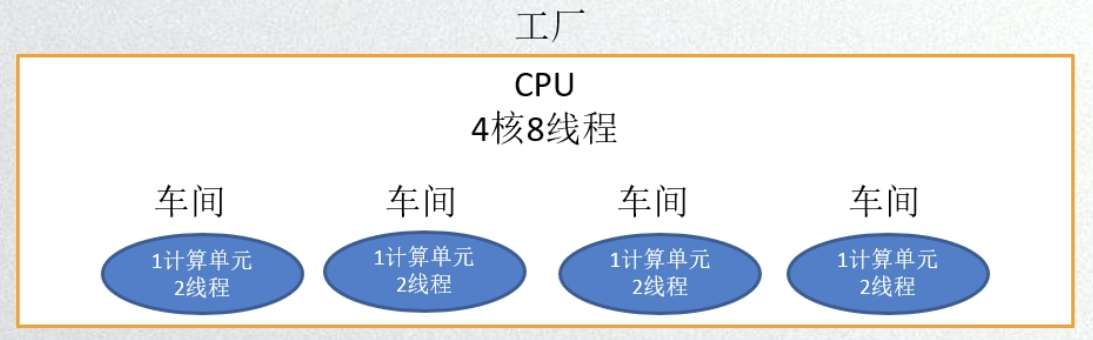 工厂
CPU
4核8线程
车间 车间 车间 车间
1计算单元 1计算单元 1计算单元 1计算单元
2线程 2线程 2线程 2线程